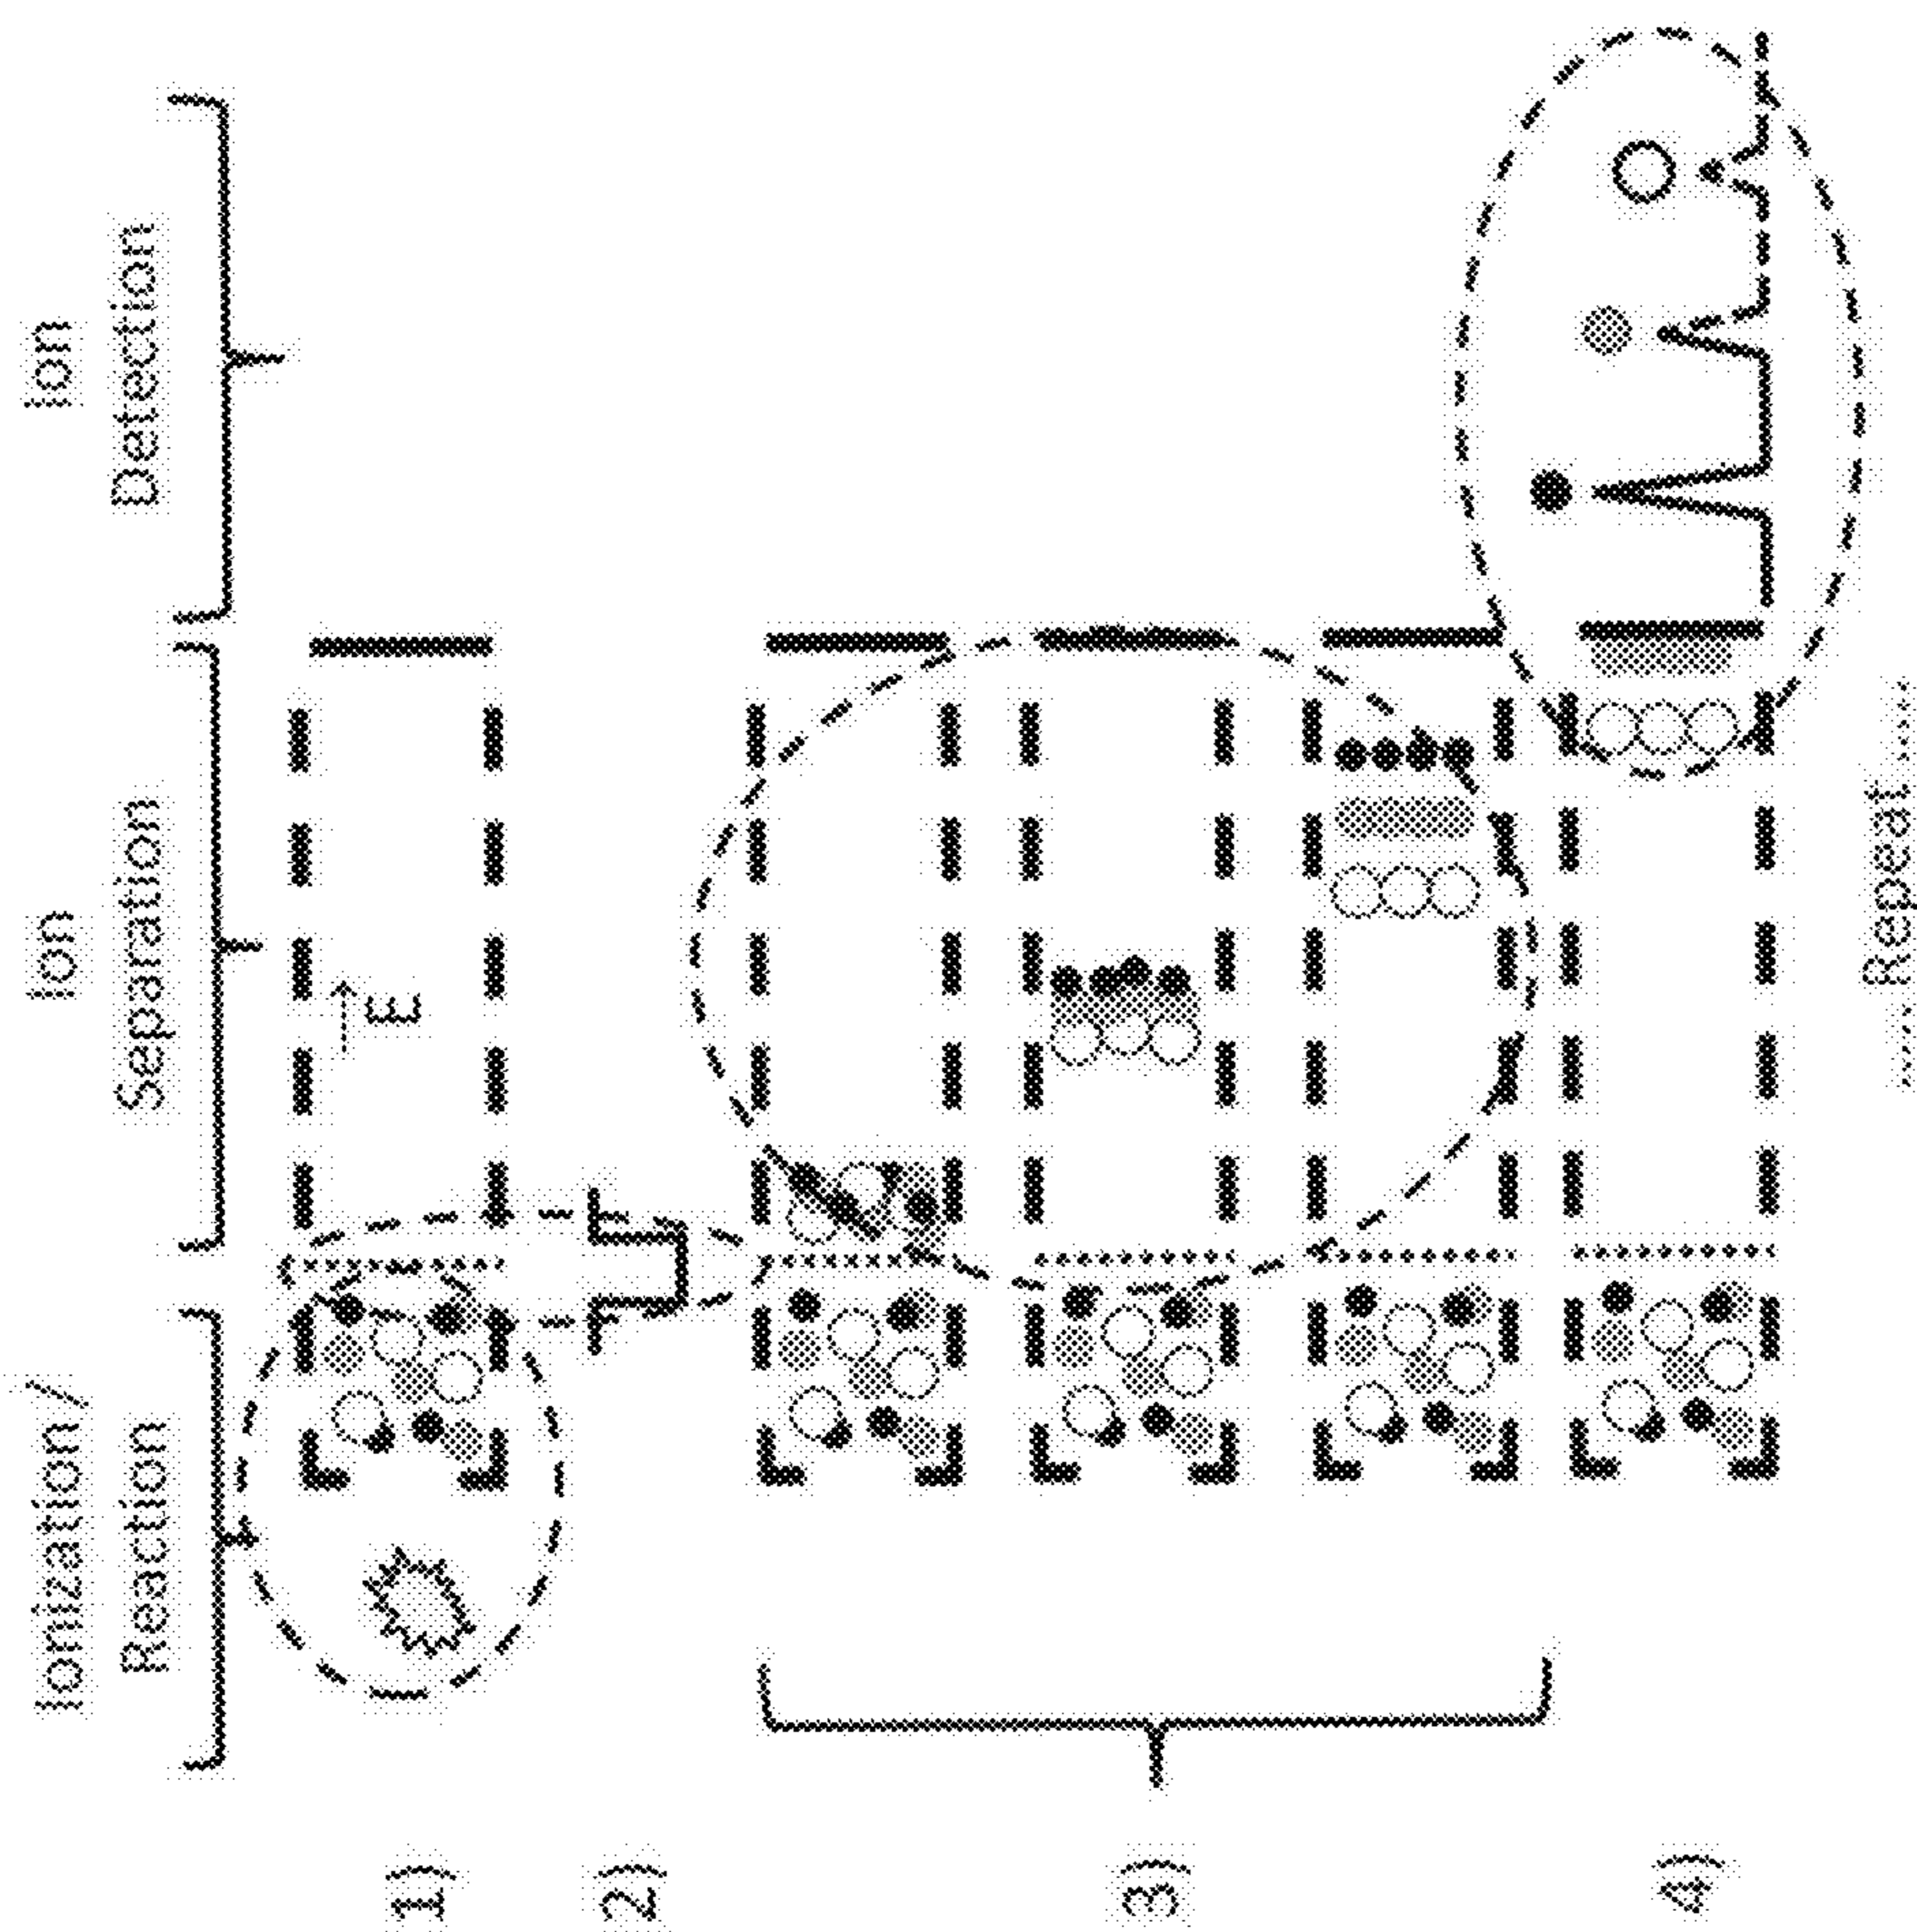 Ionization /
Reaction
Ion
Separation
Ion
Detection
1)
E
2)
3)
4)
..... Repeat .....